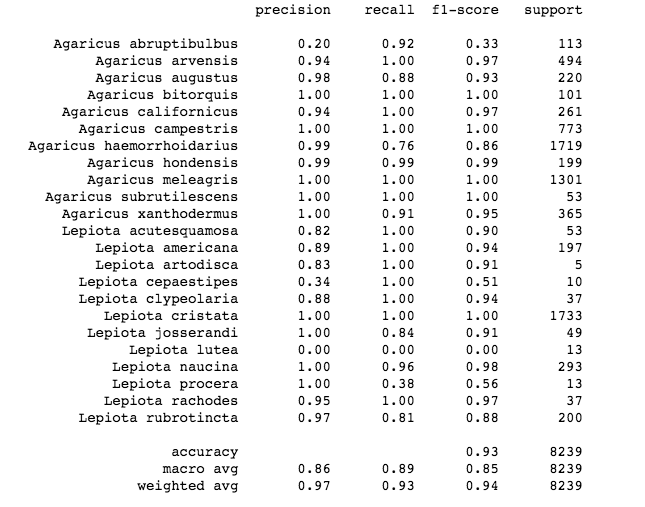 precision recall f1-score support
Agaricus abruptibulbus 0.20 0.92 0.33 113
Agaricus arvensis 0.94 1.00 0.97 494
Agaricus augustus 0.98 0.88 0.93 220
Agaricus bitorquis 1.00 1.00 1.00 101
Agaricus californicus 0.94 1.00 0.97 261
Agaricus campestris 1.00 1.00 1.00 773
Agaricus haemorrhoidarius 0.99 0.76 0.86 1719
Agaricus hondensis 0.99 0.99 0.99 199
Agaricus meleagris 1.00 1.00 1.00 1301
Agaricus subrutilescens 1.00 1.00 1.00 53
Agaricus xanthodermus 1.00 0.91 0.95 365
Lepiota acutesquamosa 0.82 1.00 0.90 53
Lepiota americana 0.89 1.00 0.94 197
Lepiota artodisca 0.83 1.00 0.91 5
Lepiota cepaestipes 0.34 1.00 0.51 10
Lepiota clypeolaria 0.88 1.00 0.94 37
Lepiota cristata 1.00 1.00 1.00 1733
Lepiota josserandi 1.00 0.84 0.91 49
Lepiota lutea 0.00 0.00 0.00 13
Lepiota naucina 1.00 0.96 0.98 293
Lepiota procera 1.00 0.38 0.56 13
Lepiota rachodes 0.95 1.00 0.97 37
Lepiota rubrotincta 0.97 0.81 0.88 200
accuracy 0.93 8239
macro avg 0.86 0.89 0.85 8239
weighted avg 0.97 0.93 0.94 8239